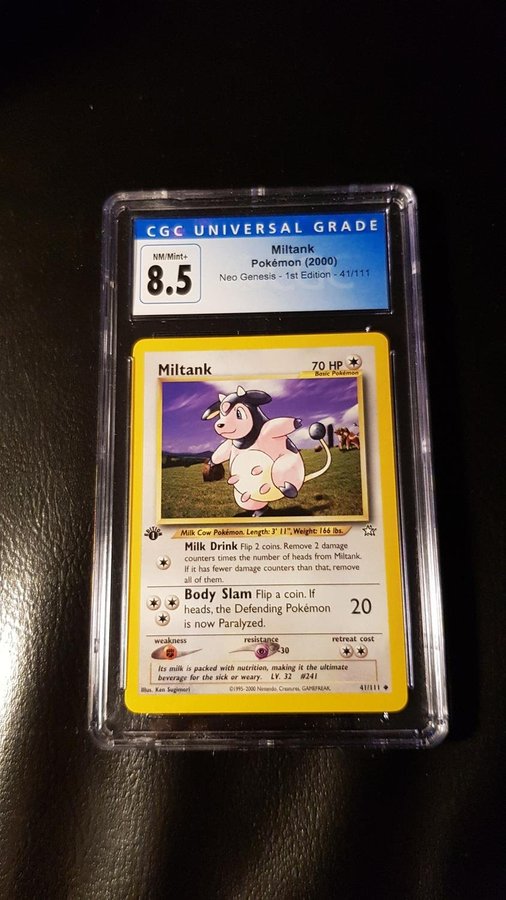 CGC UNIVERSAL GRADE
NM/Mint+
8.5
Miltank
Pokémon (2000)
Neo Genesis - 1st Edition - 41/111
Miltank
70 HP
Basic Pokémon
Milk Cow Pokémon. Length: 3' 11", Weight: 166 lbs.
EDITION
1
Milk Drink Flip 2 coins. Remove 2 damage
counters times the number of heads from Miltank.
If it has fewer damage counters than that, remove
all of them.
Body Slam Flip a coin. If
heads, the Defending Pokémon
is now Paralyzed.
20
weakness
resistance
-30
retreat cost
Its milk is packed with nutrition, making it the ultimate
beverage for the sick or weary. LV. 32 #241
Illus. Ken Sugimori
©1995-2000 Nintendo, Creatures, GAMEFREAK.
41/111